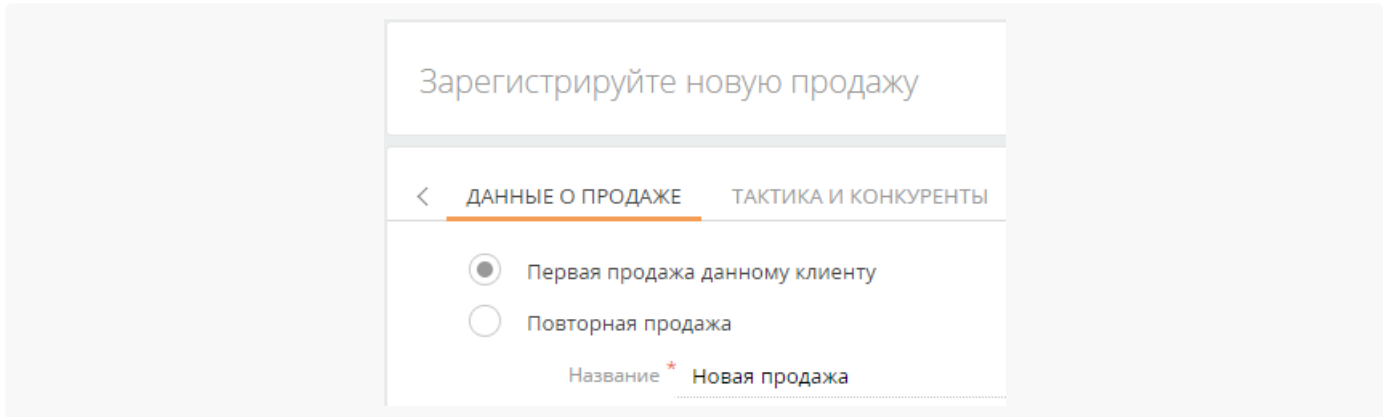 Зарегистрируйте новую продажу
ДАННЫЕ О ПРОДАЖЕ ТАКТИКА И КОНКУРЕНТЫ
Первая продажа данному клиенту
Повторная продажа
Название * Новая продажа